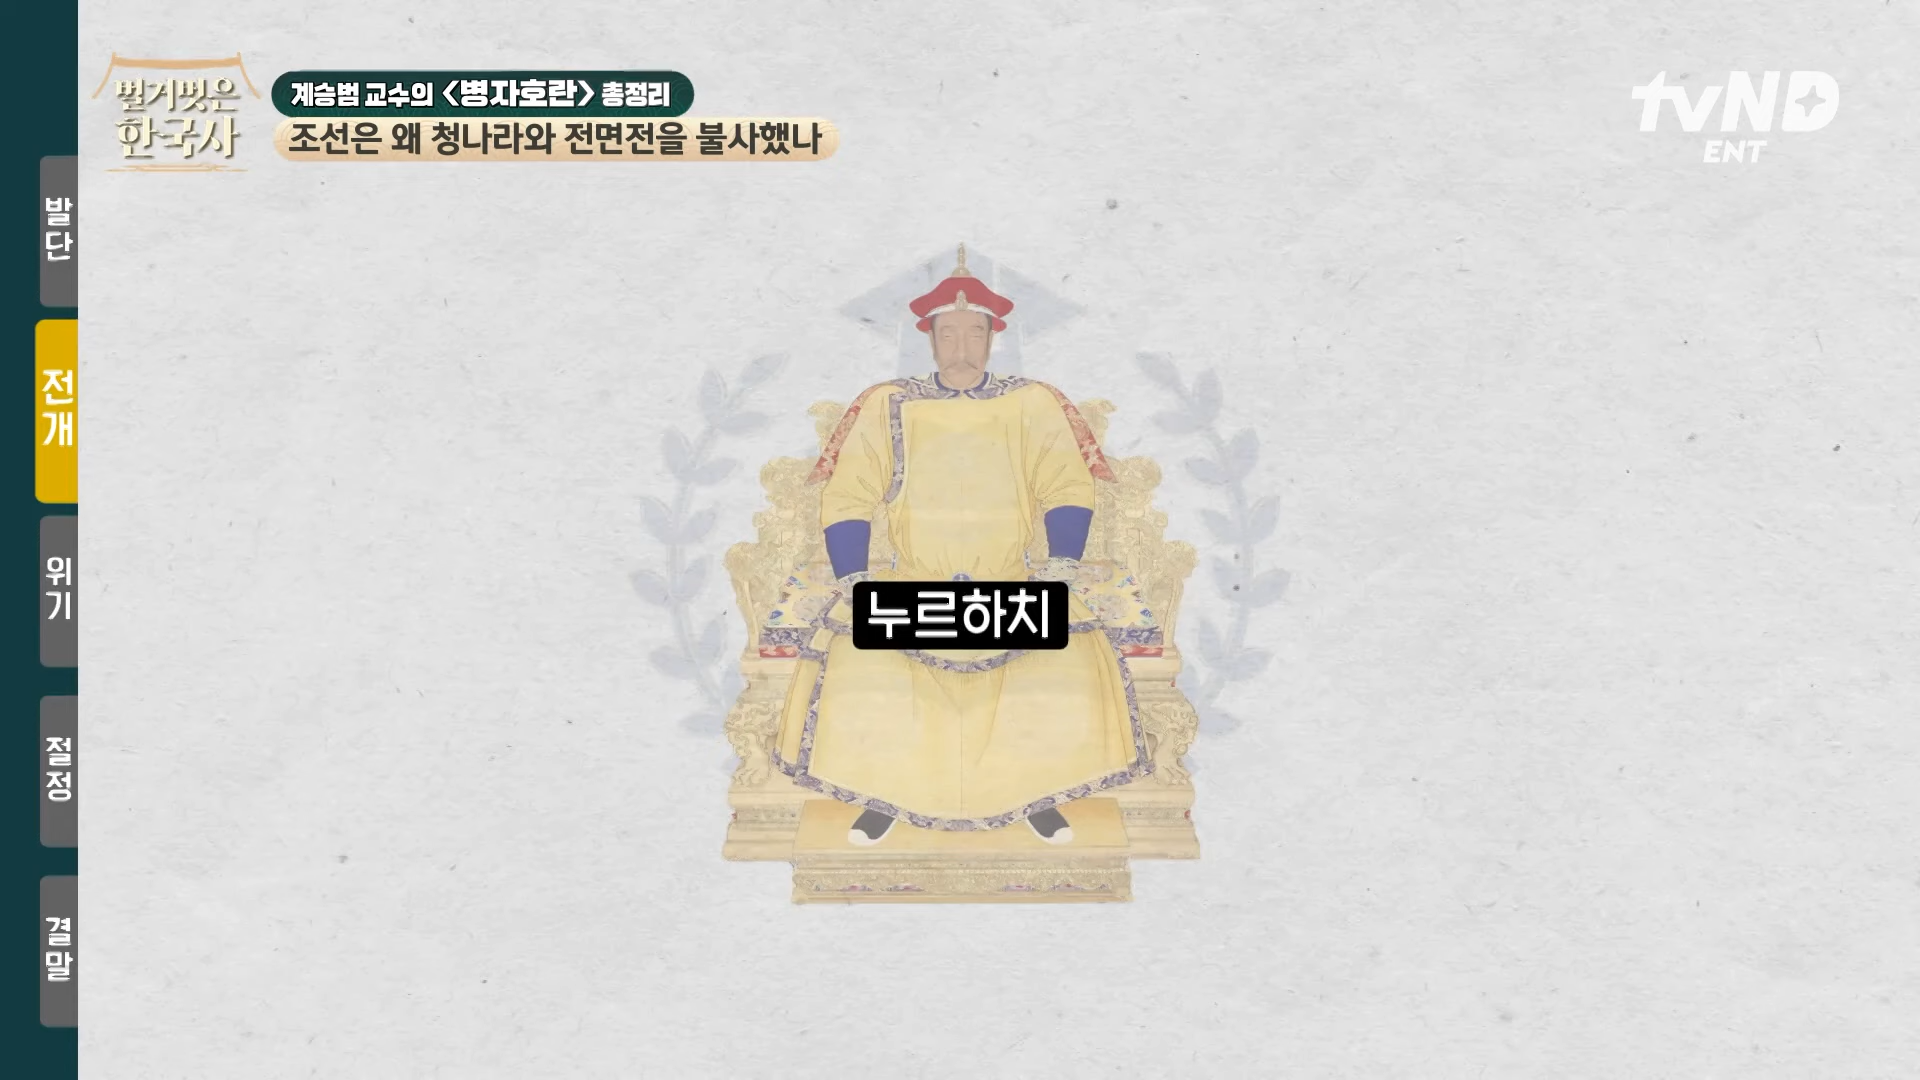 벌거벗은
한국사
계승범 교수의 <병자호란> 총정리
조선은 왜 청나라와 전면전을 불사했나
tvN D
ENT
발단
전개
위기
절정
결말
누르하치